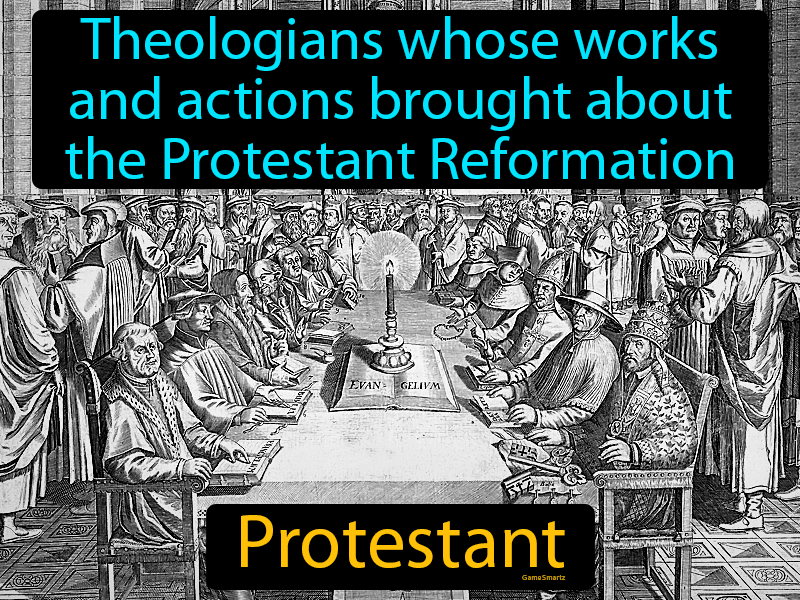 Theologians whose works
and actions brought about
the Protestant Reformation
EVAN- GELIVM
Protestant
GameSmartz